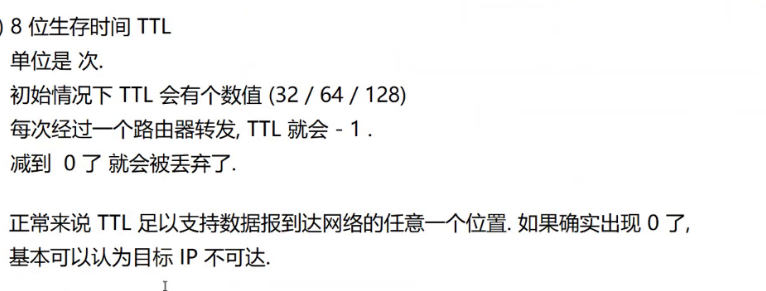 ) 8 位生存时间 TTL
单位是 次.
初始情况下 TTL 会有个数值 (32 / 64 / 128)
每次经过一个路由器转发, TTL 就会 - 1 .
减到 0 了 就会被丢弃了.
正常来说 TTL 足以支持数据报到达网络的任意一个位置. 如果确实出现 0 了,
基本可以认为目标 IP 不可达.